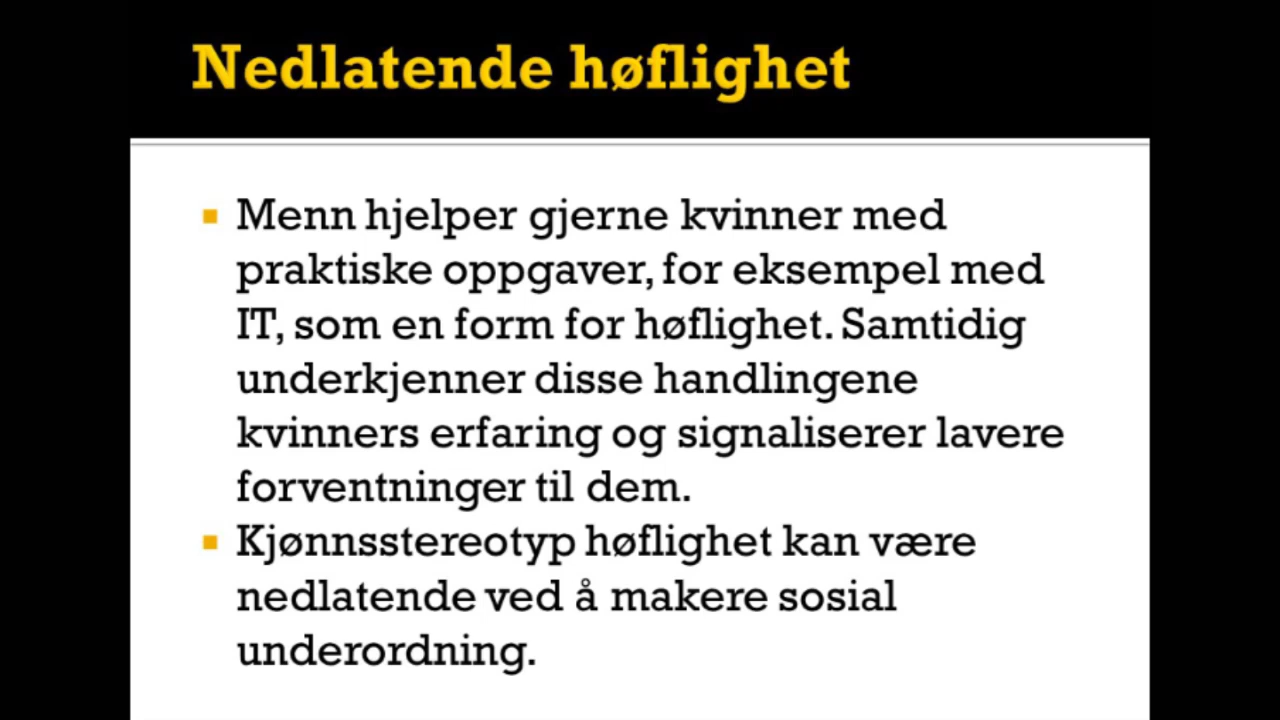 Nedlatende høflighet
Menn hjelper gjerne kvinner med
praktiske oppgaver, for eksempel med
IT, som en form for høflighet. Samtidig
underkjenner disse handlingene
kvinners erfaring og signaliserer lavere
forventninger til dem.
Kjønnsstereotyp høflighet kan være
nedlatende ved å makere sosial
underordning.